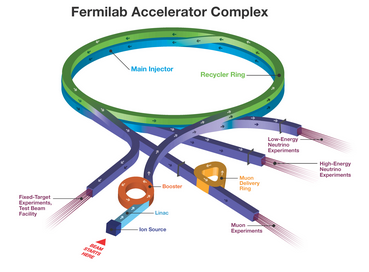 Fermilab Accelerator Complex
Main Injector
Recycler Ring
Low-Energy
Neutrino
Experiments
High-Energy
Neutrino
Experiments
Muon
Delivery
Ring
Booster
Fixed-Target
Experiments,
Test Beam
Facility
Linac
Muon
Experiments
Ion Source
BEAM
STARTS
HERE